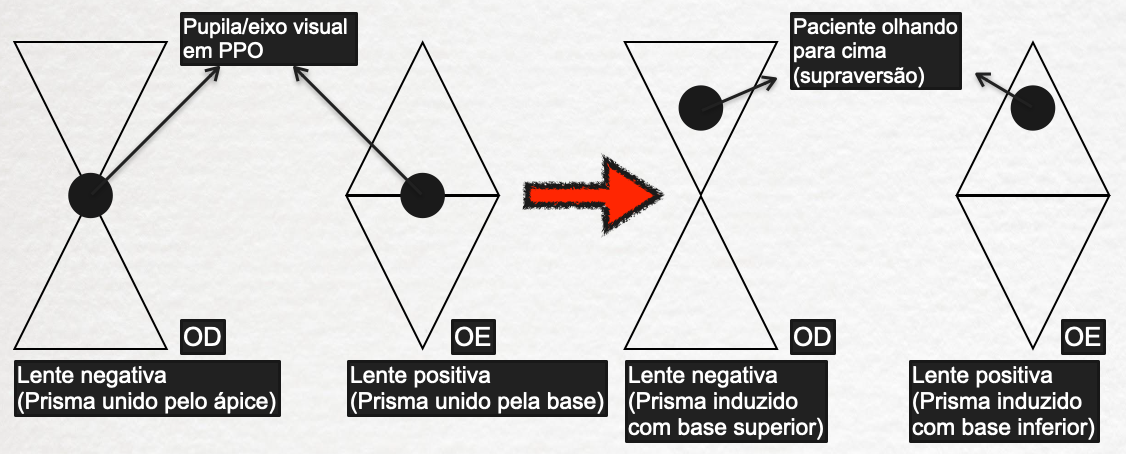 Pupila/eixo visual
em PPO
Paciente olhando
para cima
(supraversão)
OD
OE
OD
OE
Lente negativa
(Prisma unido pelo ápice)
Lente positiva
(Prisma unido pela base)
Lente negativa
(Prisma induzido
com base superior)
Lente positiva
(Prisma induzido
com base inferior)